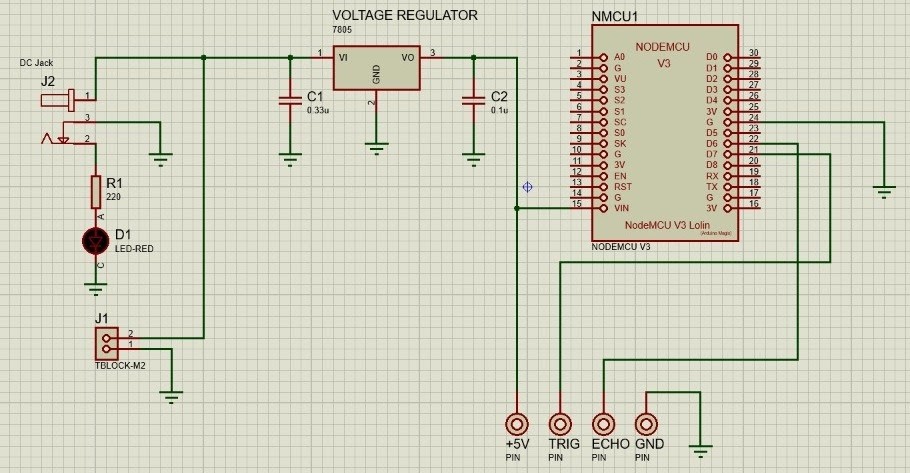 VOLTAGE REGULATOR
7805
1
VI
VO
3
GND
2
DC Jack
J2
1
3
2
R1
220
A
D1
LED-RED
C
J1
2
1
TBLOCK-M2
C1
0.33u
C2
0.1u
NMCU1
NODEMCU
V3
1 A0 D0 30
2 G D1 29
3 VU D2 28
4 S3 D3 27
5 S2 D4 26
6 S1 3V 25
7 SC G 24
8 S0 D5 23
9 SK D6 22
10 G D7 21
11 3V D8 20
12 EN RX 19
13 RST TX 18
14 G G 17
15 VIN 3V 16
NodeMCU V3 Lolin
(Arduino Magix)
NODEMCU V3
+5V TRIG ECHO GND
PIN PIN PIN PIN